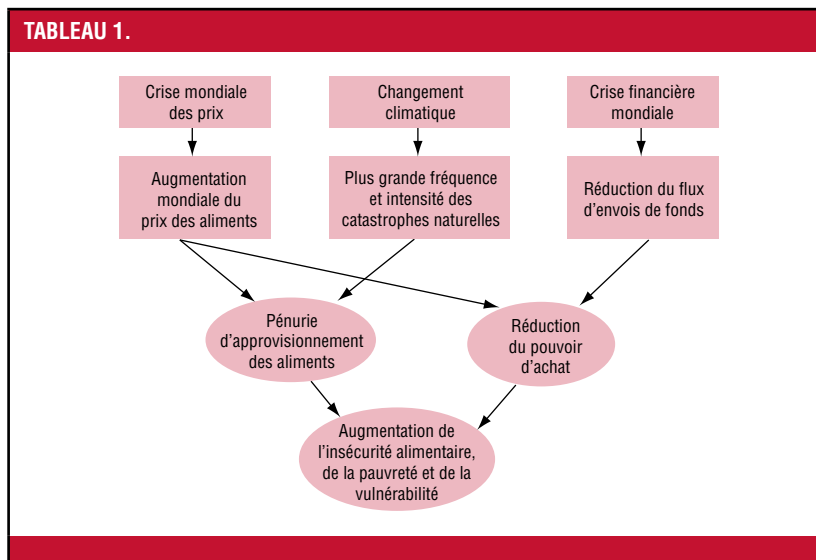 TABLEAU 1.
Crise mondiale
des prix
Changement
climatique
Crise financière
mondiale
Augmentation
mondiale du
prix des aliments
Plus grande fréquence
et intensité des
catastrophes naturelles
Réduction du flux
d'envois de fonds
Pénurie
d'approvisionnement
des aliments
Réduction
du pouvoir
d'achat
Augmentation de
l'insécurité alimentaire,
de la pauvreté et de la
vulnérabilité